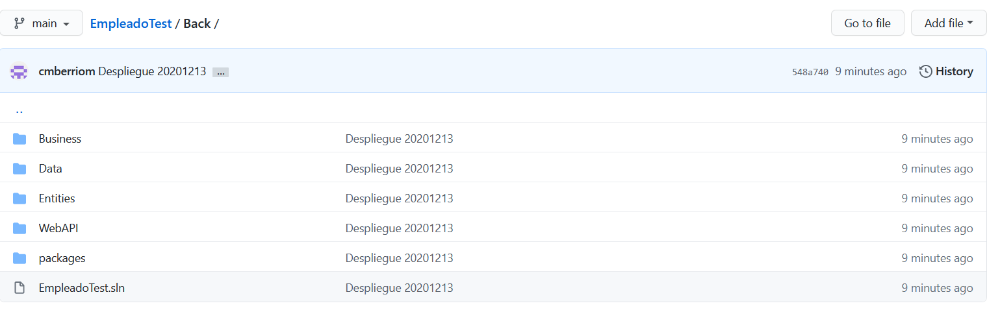 main EmpleadoTest / Back / Go to file Add file
cmberriom Despliegue 20201213 ... 548a740 9 minutes ago History
..
Business Despliegue 20201213 9 minutes ago
Data Despliegue 20201213 9 minutes ago
Entities Despliegue 20201213 9 minutes ago
WebAPI Despliegue 20201213 9 minutes ago
packages Despliegue 20201213 9 minutes ago
EmpleadoTest.sln Despliegue 20201213 9 minutes ago